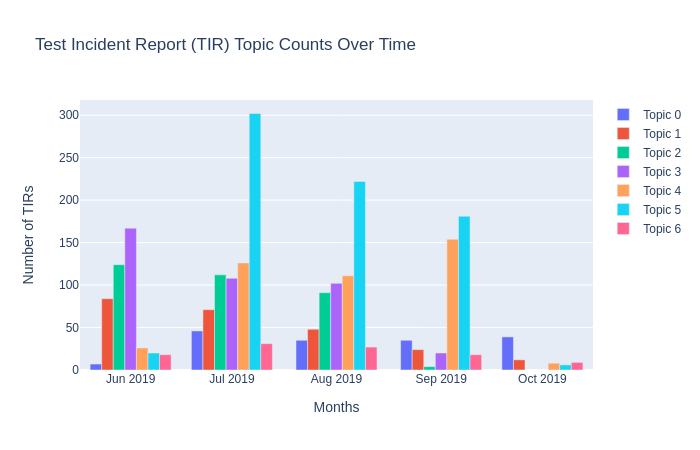 Test Incident Report (TIR) Topic Counts Over Time
300
250
200
150
100
50
0
Number of TIRs
Jun 2019
Jul 2019
Aug 2019
Sep 2019
Oct 2019
Months
Topic 0
Topic 1
Topic 2
Topic 3
Topic 4
Topic 5
Topic 6